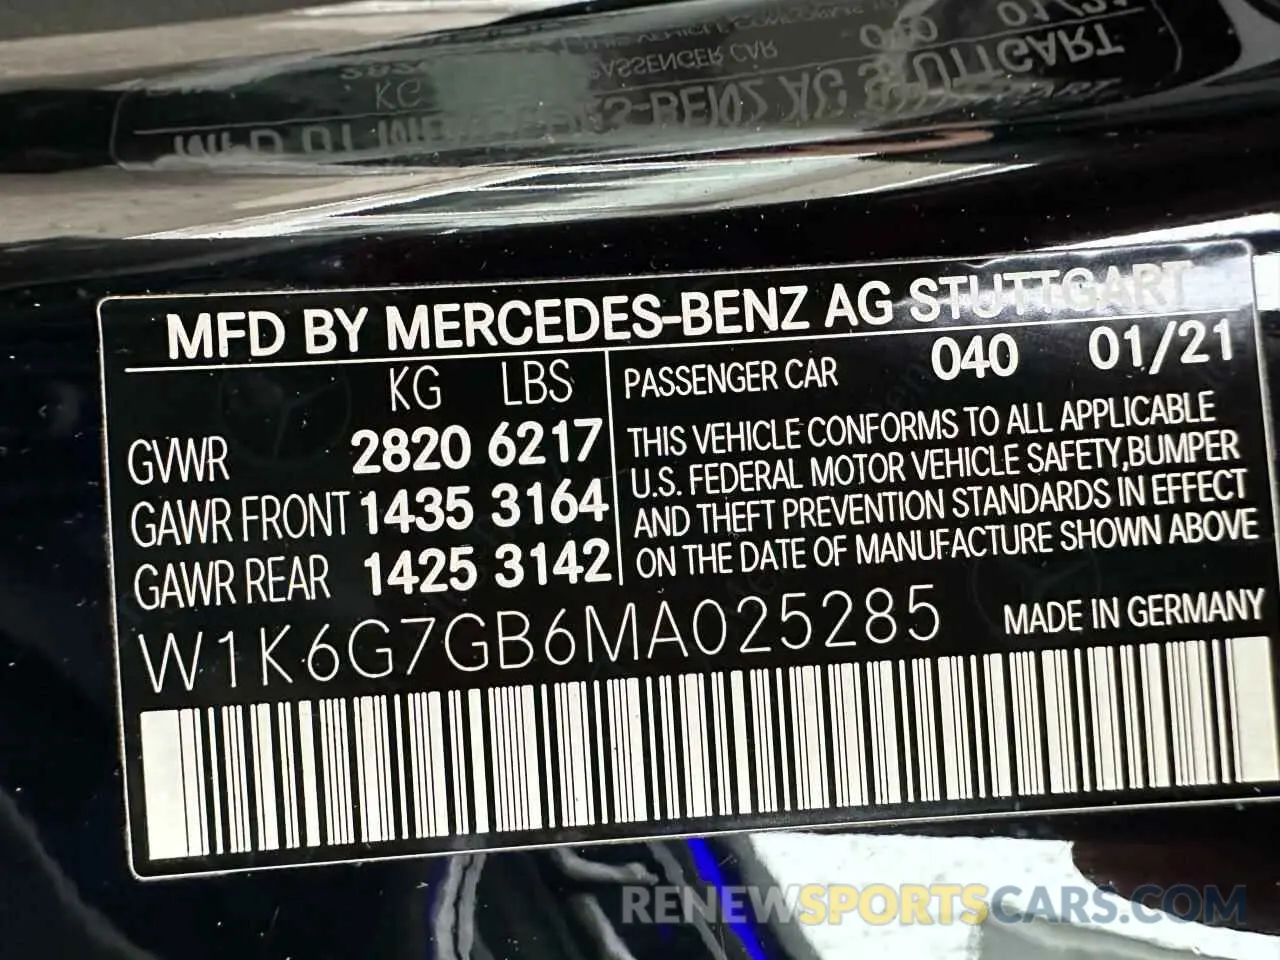 MFD BY MERCEDES-BENZ AG STUTTGART
KG LBS
PASSENGER CAR 040 01/21
GVWR 2820 6217
GAWR FRONT 1435 3164
GAWR REAR 1425 3142
THIS VEHICLE CONFORMS TO ALL APPLICABLE
U.S. FEDERAL MOTOR VEHICLE SAFETY,BUMPER
AND THEFT PREVENTION STANDARDS IN EFFECT
ON THE DATE OF MANUFACTURE SHOWN ABOVE
W1K6G7GB6MA025285 MADE IN GERMANY
RENEWSPORTSCARS.COM